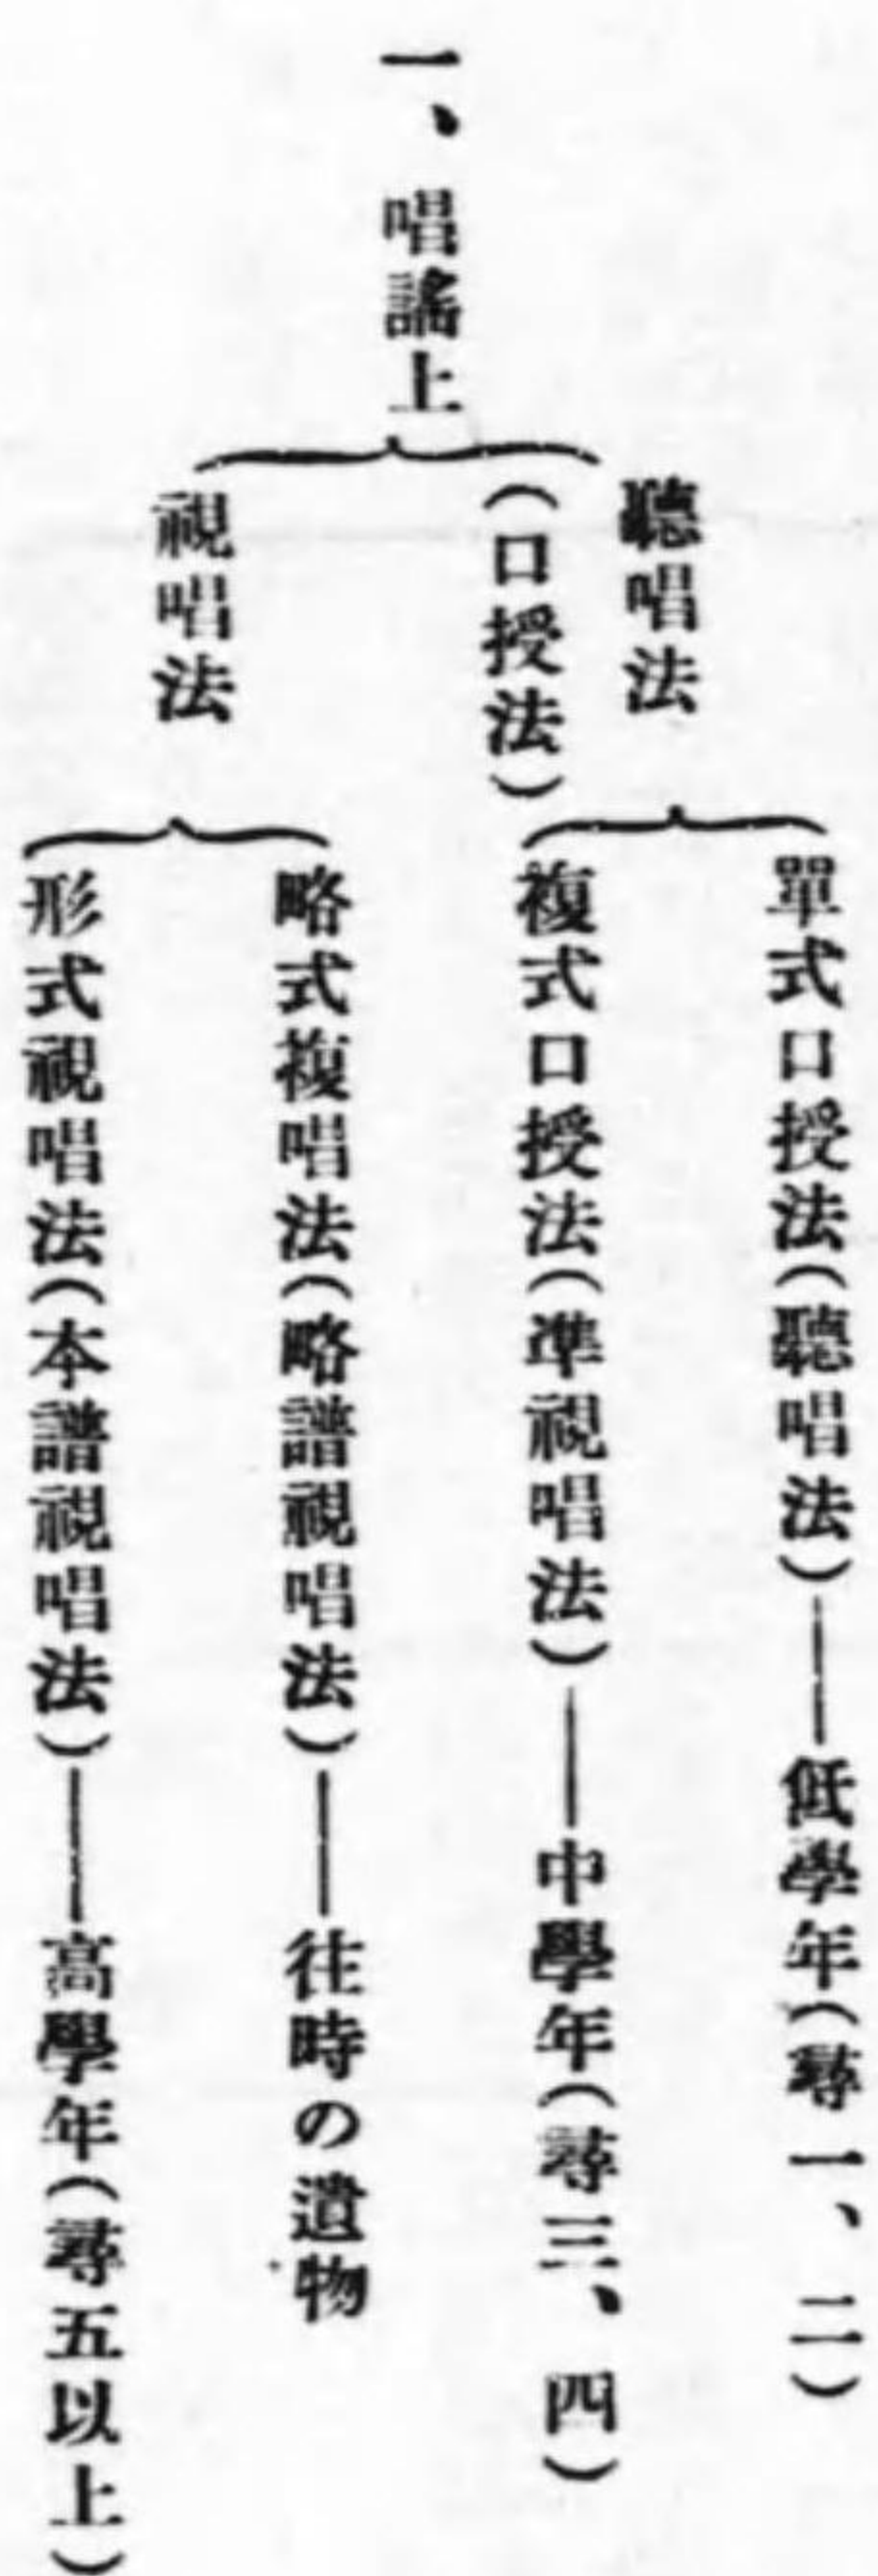 一、唱謠上
聽唱法
（口授法）
單式口授法（聽唱法）——低學年（尋一、二）
複式口授法（準視唱法）——中學年（尋三、四）
視唱法
略式複唱法（略譜視唱法）——往時の遺物
形式視唱法（本譜視唱法）——高學年（尋五以上）